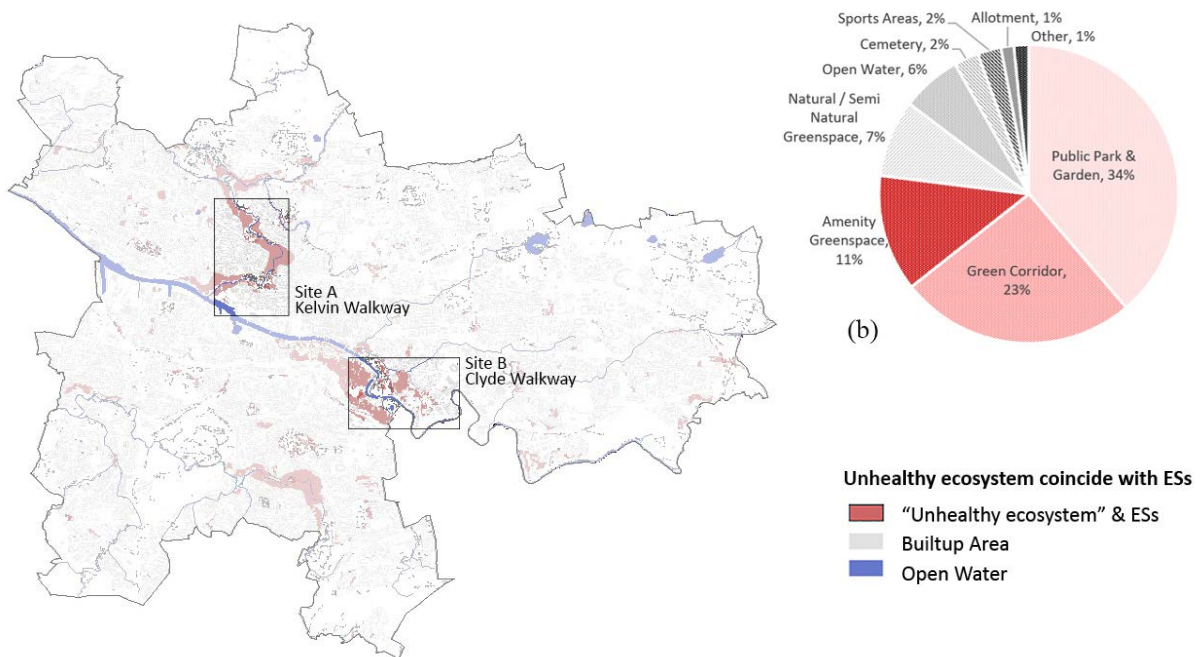 Site A
Kelvin Walkway
Site B
Clyde Walkway
Sports Areas, 2%
Allotment, 1%
Cemetery, 2%
Other, 1%
Open Water, 6%
Natural / Semi
Natural
Greenspace, 7%
Public Park &
Garden, 34%
Amenity
Greenspace,
11%
Green Corridor,
23%
(b)
Unhealthy ecosystem coincide with ESs
“Unhealthy ecosystem” & ESs
Builtup Area
Open Water